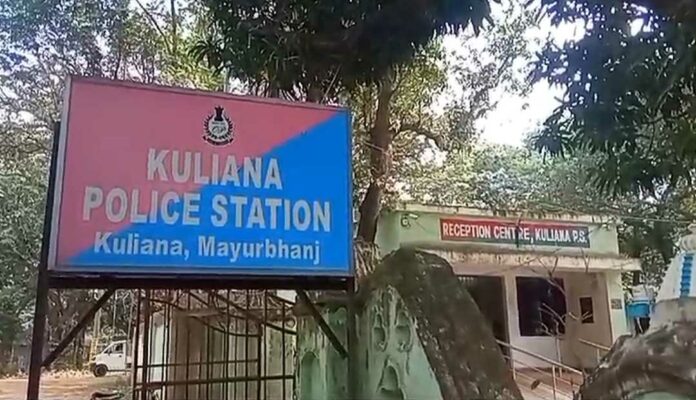 KULIANA
POLICE STATION
Kuliana, Mayurbhanj
RECEPTION CENTRE, KULIANA P.S.